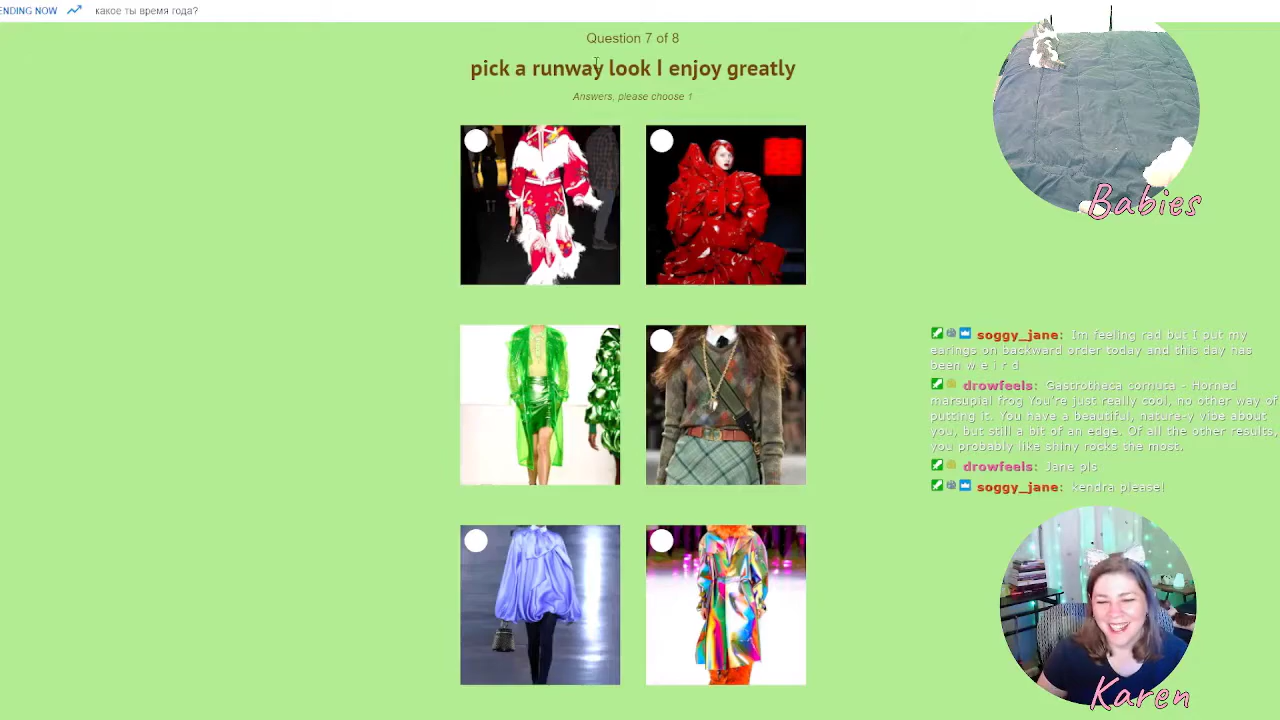 ENDING NOW какое ты время года?
Question 7 of 8
pick a runway look I enjoy greatly
Answers, please choose 1
Babies
soggy_jane: Im feeling rad but I put my
earings on backward order today and this day has
been w e i r d
drowfeels: Gastrotheca cornuta - Horned
marsupial frog You're just really cool, no other way of
putting it. You have a beautiful, nature-y vibe about
you, but still a bit of an edge. Of all the other results,
you probably like shiny rocks the most.
drowfeels: Jane pls
soggy_jane: kendra please!
Karen